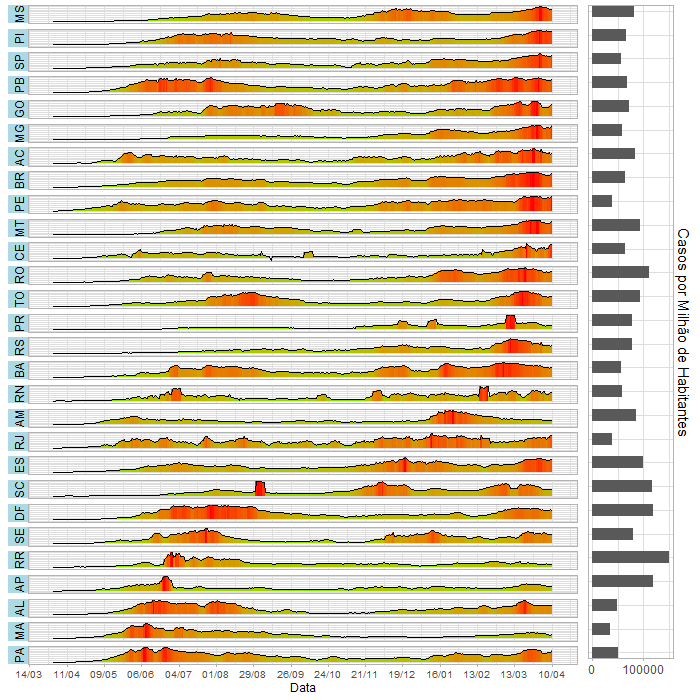 MS
PI
SP
PB
GO
MG
AC
BR
PE
MT
CE
RO
TO
PR
RS
BA
RN
AM
RJ
ES
SC
DF
SE
RR
AP
AL
MA
PA
14/03 11/04 09/05 06/06 04/07 01/08 29/08 26/09 24/10 21/11 19/12 16/01 13/02 13/03 10/04
Data
0 100000
Casos por Milhão de Habitantes